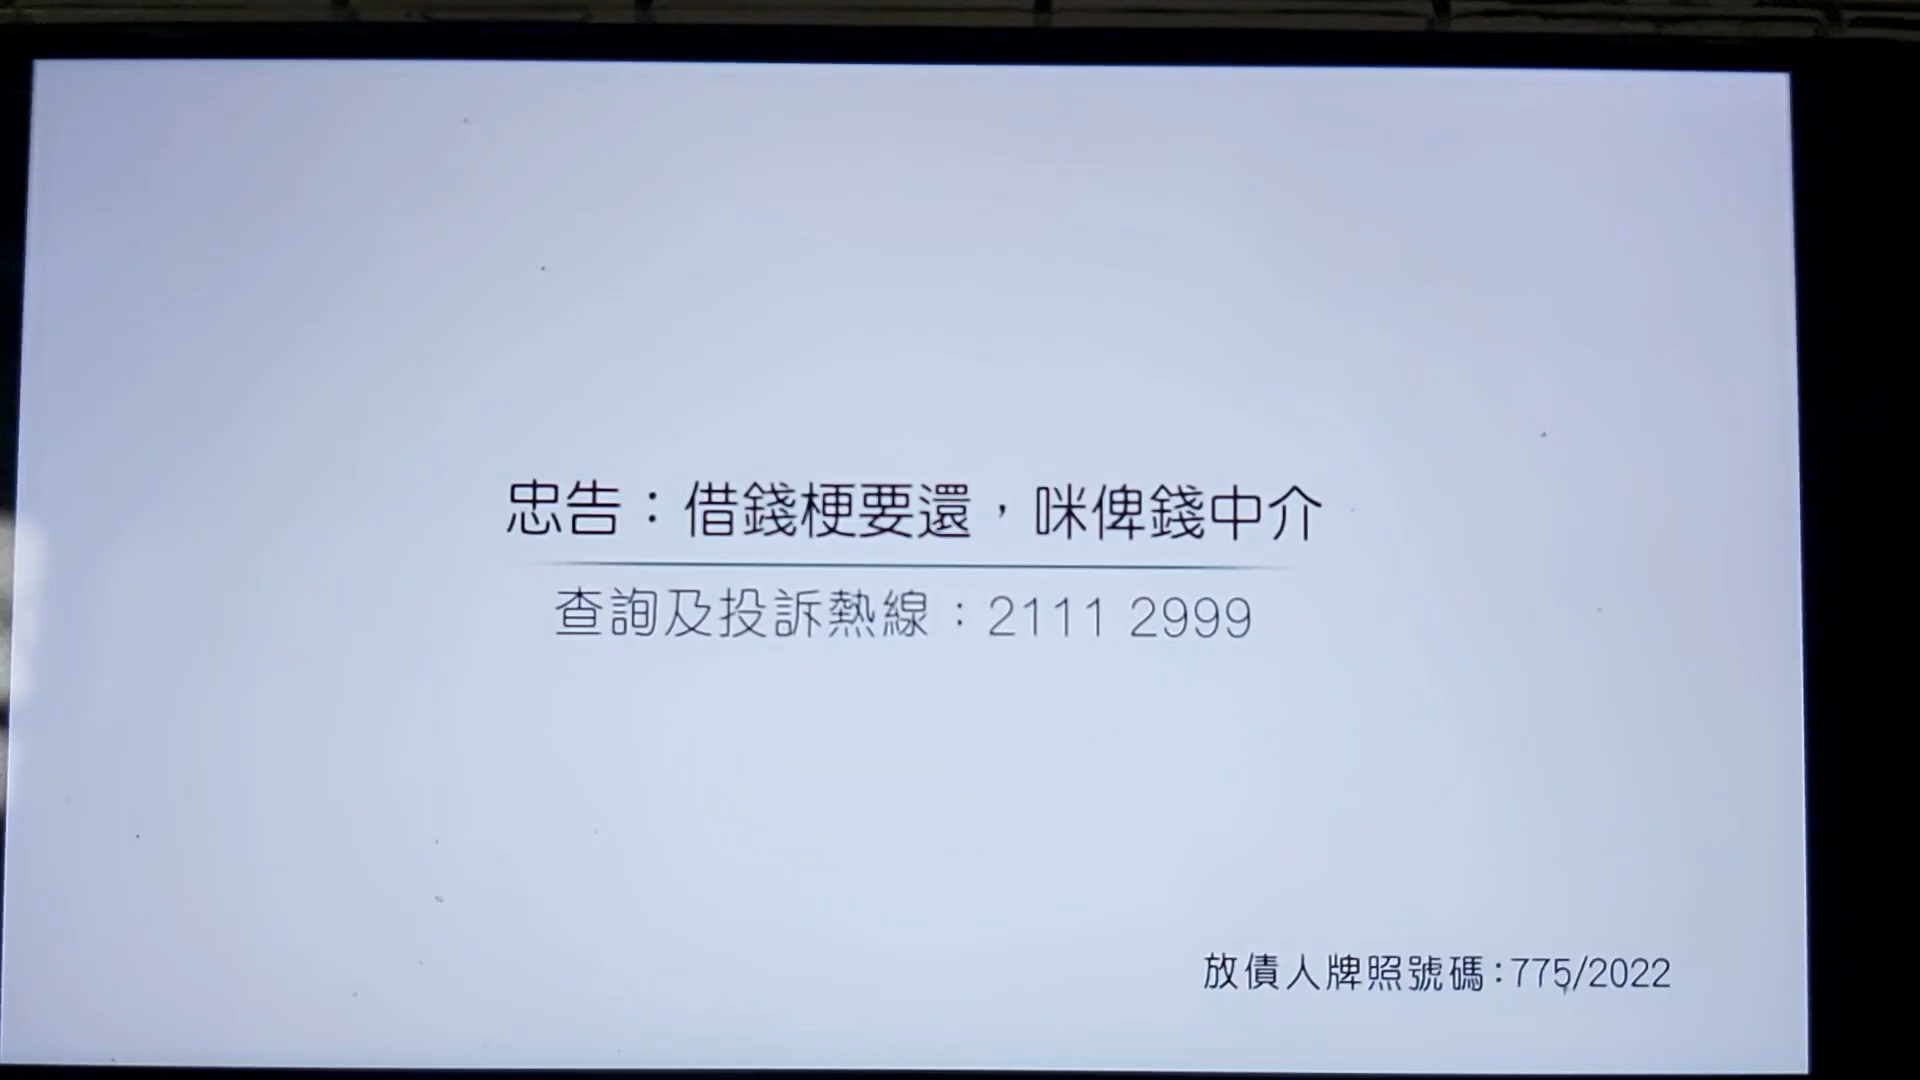 忠告：借錢梗要還，咪俾錢中介
查詢及投訴熱線：2111 2999
放債人牌照號碼：775/2022